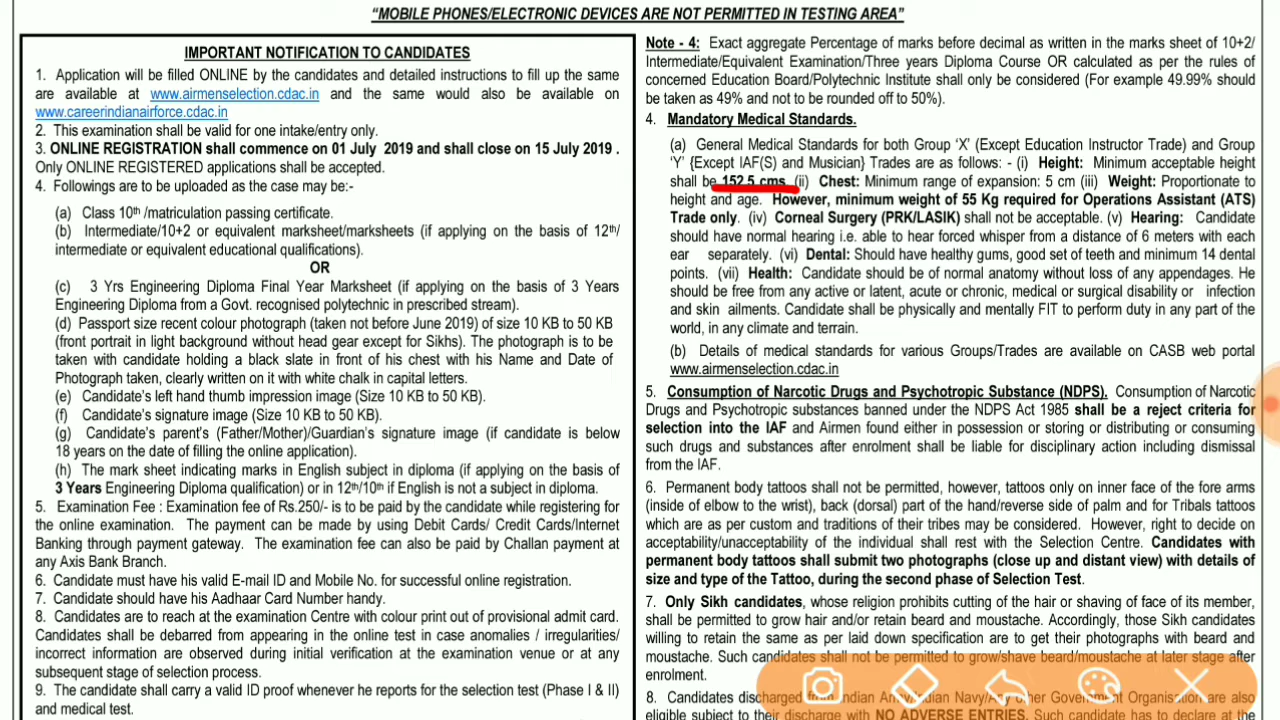 “MOBILE PHONES/ELECTRONIC DEVICES ARE NOT PERMITTED IN TESTING AREA”
IMPORTANT NOTIFICATION TO CANDIDATES
1. Application will be filled ONLINE by the candidates and detailed instructions to fill up the same
are available at www.airmenselection.cdac.in and the same would also be available on
www.careerindianairforce.cdac.in
2. This examination shall be valid for one intake/entry only.
3. ONLINE REGISTRATION shall commence on 01 July 2019 and shall close on 15 July 2019 .
Only ONLINE REGISTERED applications shall be accepted.
4. Followings are to be uploaded as the case may be:-
(a) Class 10th /matriculation passing certificate.
(b) Intermediate/10+2 or equivalent marksheet/marksheets (if applying on the basis of 12th/
intermediate or equivalent educational qualifications).
OR
(c) 3 Yrs Engineering Diploma Final Year Marksheet (if applying on the basis of 3 Years
Engineering Diploma from a Govt. recognised polytechnic in prescribed stream).
(d) Passport size recent colour photograph (taken not before June 2019) of size 10 KB to 50 KB
(front portrait in light background without head gear except for Sikhs). The photograph is to be
taken with candidate holding a black slate in front of his chest with his Name and Date of
Photograph taken, clearly written on it with white chalk in capital letters.
(e) Candidate’s left hand thumb impression image (Size 10 KB to 50 KB).
(f) Candidate’s signature image (Size 10 KB to 50 KB).
(g) Candidate’s parent’s (Father/Mother)/Guardian’s signature image (if candidate is below
18 years on the date of filling the online application).
(h) The mark sheet indicating marks in English subject in diploma (if applying on the basis of
3 Years Engineering Diploma qualification) or in 12th/10th if English is not a subject in diploma.
5. Examination Fee : Examination fee of Rs.250/- is to be paid by the candidate while registering for
the online examination. The payment can be made by using Debit Cards/ Credit Cards/Internet
Banking through payment gateway. The examination fee can also be paid by Challan payment at
any Axis Bank Branch.
6. Candidate must have his valid E-mail ID and Mobile No. for successful online registration.
7. Candidate should have his Aadhaar Card Number handy.
8. Candidates are to reach at the examination Centre with colour print out of provisional admit card.
Candidates shall be debarred from appearing in the online test in case anomalies / irregularities/
incorrect information are observed during initial verification at the examination venue or at any
subsequent stage of selection process.
9. The candidate shall carry a valid ID proof whenever he reports for the selection test (Phase I & II)
and medical test.
Note - 4: Exact aggregate Percentage of marks before decimal as written in the marks sheet of 10+2/
Intermediate/Equivalent Examination/Three years Diploma Course OR calculated as per the rules of
concerned Education Board/Polytechnic Institute shall only be considered (For example 49.99% should
be taken as 49% and not to be rounded off to 50%).
4. Mandatory Medical Standards.
(a) General Medical Standards for both Group ‘X’ (Except Education Instructor Trade) and Group
‘Y’ {Except IAF(S) and Musician} Trades are as follows: - (i) Height: Minimum acceptable height
shall be 152.5 cms (ii) Chest: Minimum range of expansion: 5 cm (iii) Weight: Proportionate to
height and age. However, minimum weight of 55 Kg required for Operations Assistant (ATS)
Trade only. (iv) Corneal Surgery (PRK/LASIK) shall not be acceptable. (v) Hearing: Candidate
should have normal hearing i.e. able to hear forced whisper from a distance of 6 meters with each
ear separately. (vi) Dental: Should have healthy gums, good set of teeth and minimum 14 dental
points. (vii) Health: Candidate should be of normal anatomy without loss of any appendages. He
should be free from any active or latent, acute or chronic, medical or surgical disability or infection
and skin ailments. Candidate shall be physically and mentally FIT to perform duty in any part of the
world, in any climate and terrain.
(b) Details of medical standards for various Groups/Trades are available on CASB web portal
www.airmenselection.cdac.in
5. Consumption of Narcotic Drugs and Psychotropic Substance (NDPS). Consumption of Narcotic
Drugs and Psychotropic substances banned under the NDPS Act 1985 shall be a reject criteria for
selection into the IAF and Airmen found either in possession or storing or distributing or consuming
such drugs and substances after enrolment shall be liable for disciplinary action including dismissal
from the IAF.
6. Permanent body tattoos shall not be permitted, however, tattoos only on inner face of the fore arms
(inside of elbow to the wrist), back (dorsal) part of the hand/reverse side of palm and for Tribals tattoos
which are as per custom and traditions of their tribes may be considered. However, right to decide on
acceptability/unacceptability of the individual shall rest with the Selection Centre. Candidates with
permanent body tattoos shall submit two photographs (close up and distant view) with details of
size and type of the Tattoo, during the second phase of Selection Test.
7. Only Sikh candidates, whose religion prohibits cutting of the hair or shaving of face of its member,
shall be permitted to grow hair and/or retain beard and moustache. Accordingly, those Sikh candidates
willing to retain the same as per laid down specification are to get their photographs with beard and
moustache. Such candidates shall not be permitted to grow/shave beard/moustache at later stage after
enrolment.
8. Candidates discharged from Indian Army/Indian Navy/Any other Government Organisation are also
eligible subject to their discharge with NO ADVERSE ENTRIES. Such candidate has to declare at the